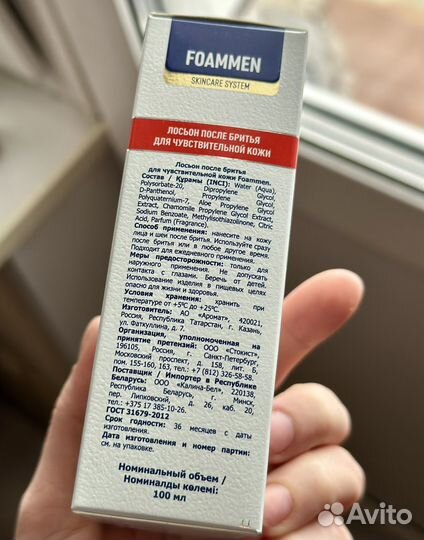 FOAMMEN
SKINCARE SYSTEM
ЛОСЬОН ПОСЛЕ БРИТЬЯ
ДЛЯ ЧУВСТВИТЕЛЬНОЙ КОЖИ
Лосьон после бритья
для чувствительной кожи Foammen.
Состав / Құрамы (INCI): Water (Aqua),
Polysorbate-20, Dipropylene Glycol,
D-Panthenol, Propylene Glycol,
Polyquaternium-7, Aloe Propylene Glycol
Extract, Chamomile Propylene Glycol Extract,
Sodium Benzoate, Methylisothiazolinone, Citric
Acid, Parfum (Fragrance).
Способ применения: нанесите на кожу
лица и шеи после бритья. Используйте сразу
после бритья или в любое другое время
Подходит для ежедневного применения.
Меры предосторожности: только для
наружного применения. Не допускать
контакта с глазами. Беречь от детей.
Использование изделия в пищевых целях
опасно для жизни и здоровья.
Условия хранения: хранить при
температуре от +5°C до +25°C.
Изготовитель: АО «Аромат», 420021,
Россия, Республика Татарстан, г. Казань,
ул. Фаткуллина, д. 7.
Организация, уполномоченная на
принятие претензий: ООО «Стокист»,
196105, Россия, г. Санкт-Петербург,
Московский проспект, д. 158, лит. Б,
пом. 155-160, 163, тел.: +7 (812) 326-58-58.
Поставщик / Импортер в Республике
Беларусь: ООО «Калина-Бел», 220138,
Республика Беларусь, г. Минск,
пер. Липковский, д. 26, каб. 20,
тел.: +375 17 385-10-26.
ГОСТ 31679-2012
Срок годности: 36 месяцев с даты
изготовления.
Дата изготовления и номер партии:
см. на упаковке.
Номинальный объем /
Номиналды көлемі:
100 мл
Avito